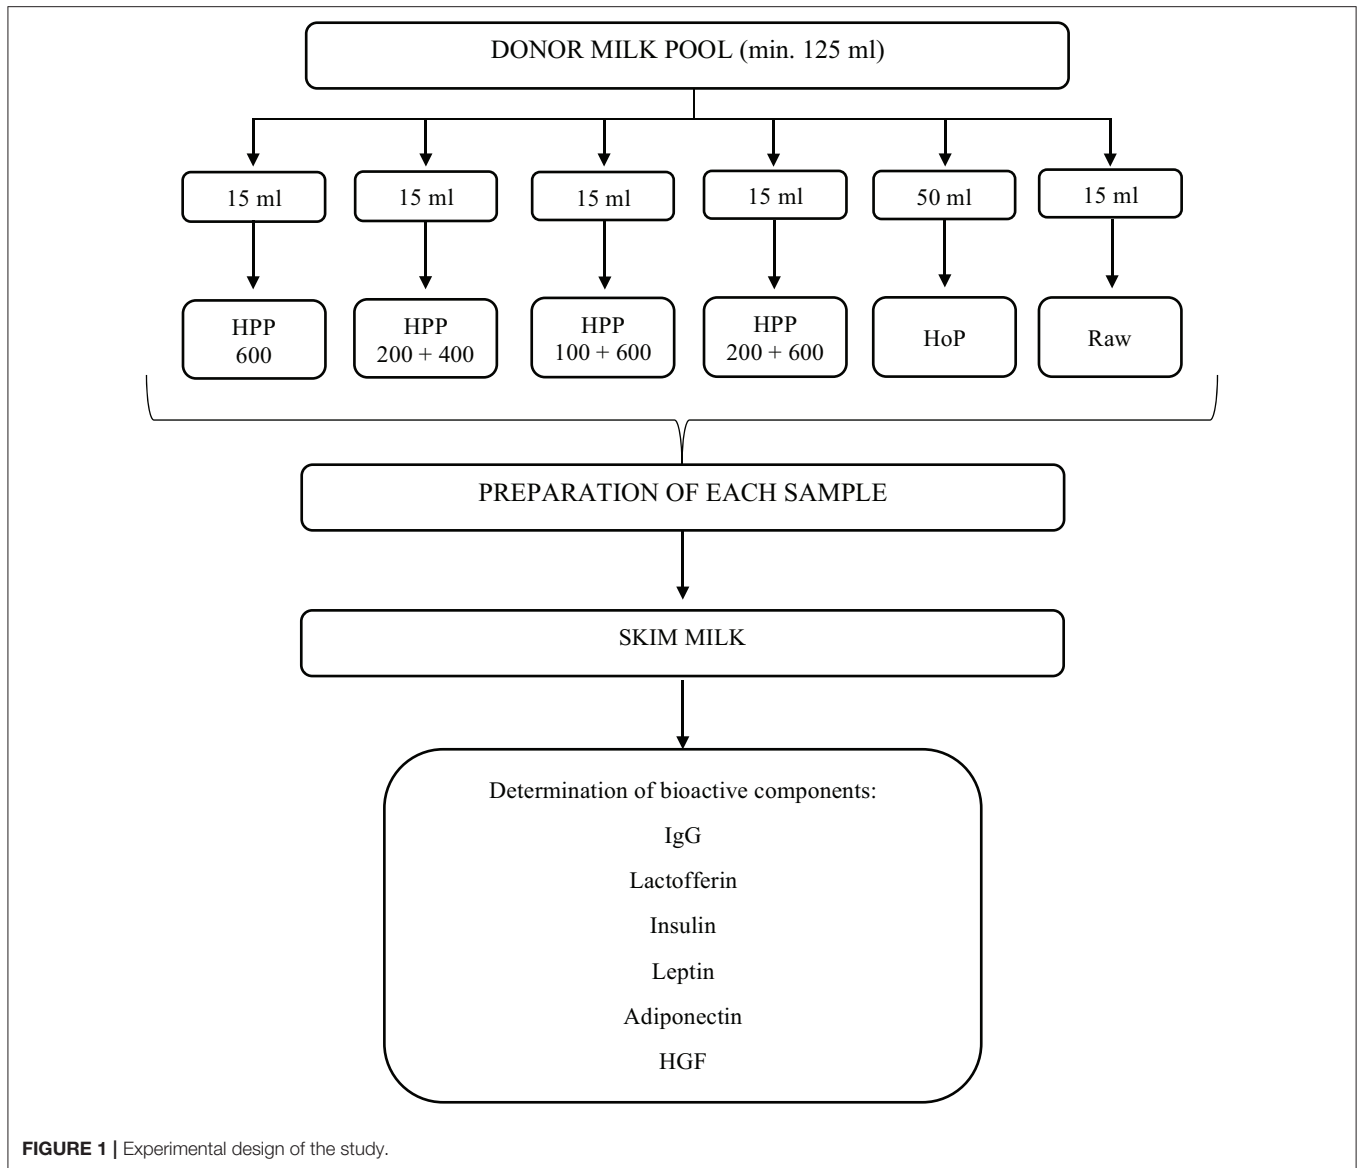 DONOR MILK POOL (min. 125 ml)
15 ml
15 ml
15 ml
15 ml
50 ml
15 ml
HPP
600
HPP
200 + 400
HPP
100 + 600
HPP
200 + 600
HoP
Raw
PREPARATION OF EACH SAMPLE
SKIM MILK
Determination of bioactive components:
IgG
Lactoferrin
Insulin
Leptin
Adiponectin
HGF
FIGURE 1 | Experimental design of the study.